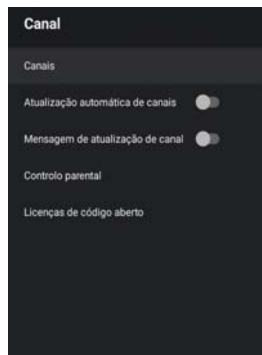 Canal
Canais
Atualização automática de canais
Mensagem de atualização de canal
Controlo parental
Licenças de código aberto